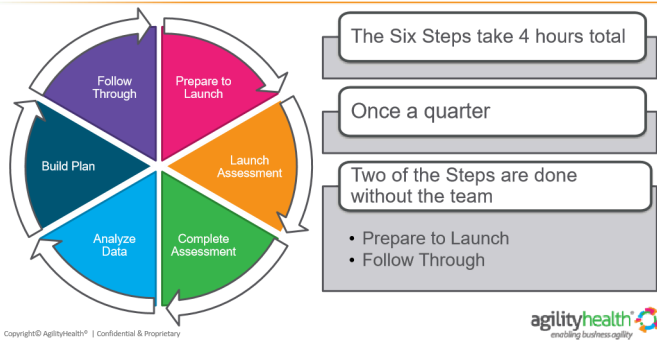 Follow
Through
Prepare to
Launch
Build Plan
Launch
Assessment
Analyze
Data
Complete
Assessment
The Six Steps take 4 hours total
Once a quarter
Two of the Steps are done
without the team
• Prepare to Launch
• Follow Through
Copyright© AgilityHealth® | Confidential & Proprietary
agilityhealth®
enabling business agility